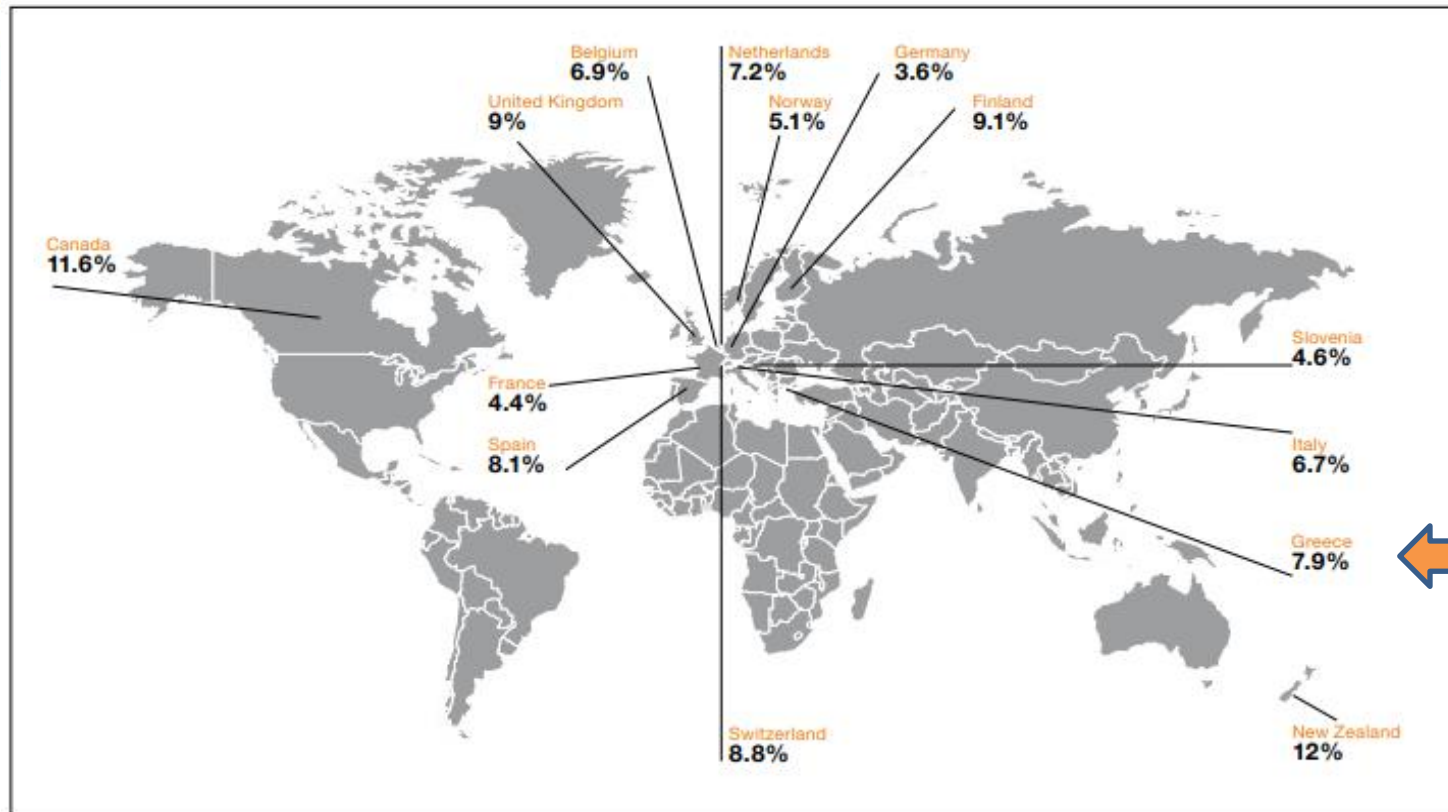 Belgium
6.9%
Netherlands
7.2%
Germany
3.6%
United Kingdom
9%
Norway
5.1%
Finland
9.1%
Canada
11.6%
Slovenia
4.6%
France
4.4%
Spain
8.1%
Italy
6.7%
Greece
7.9%
Switzerland
8.8%
New Zealand
12%